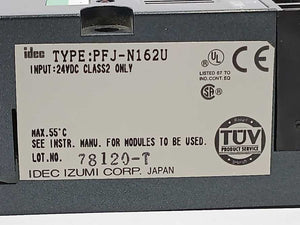 idec TYPE:PFJ-N162U
INPUT:24VDC CLASS2 ONLY
UL
LISTED 67 TO
IND.CONT.EQ
MAX.55°C
SEE INSTR. MANU. FOR MODULES TO BE USED.
LOT.NO. 78120-T
IDEC IZUMI CORP. JAPAN
TÜV
PRODUCT SERVICE